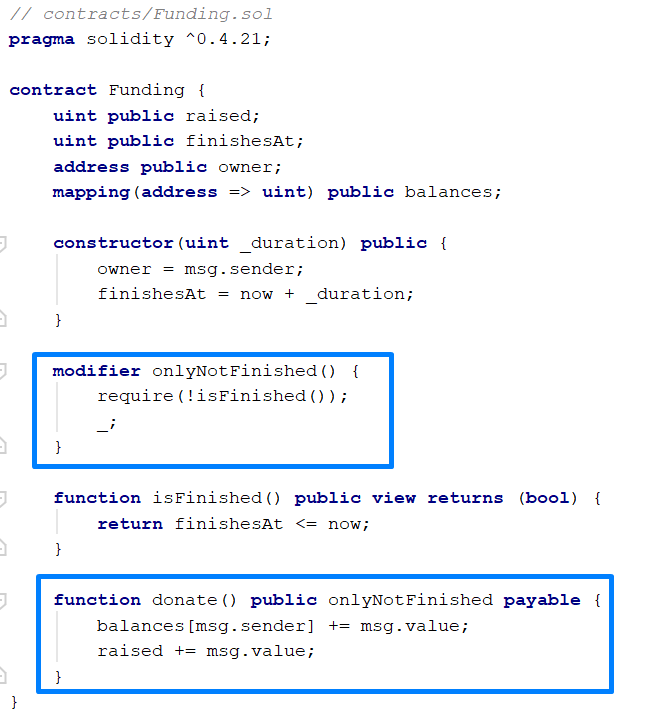 // contracts/Funding.sol
pragma solidity ^0.4.21;
contract Funding {
uint public raised;
uint public finishesAt;
address public owner;
mapping(address => uint) public balances;
constructor(uint _duration) public {
owner = msg.sender;
finishesAt = now + _duration;
}
modifier onlyNotFinished() {
require(!isFinished());
_;
}
function isFinished() public view returns (bool) {
return finishesAt <= now;
}
function donate() public onlyNotFinished payable {
balances[msg.sender] += msg.value;
raised += msg.value;
}
}